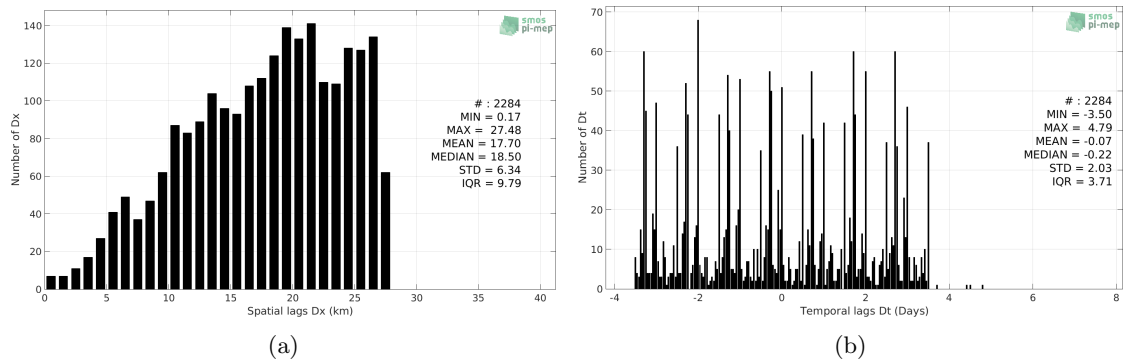 smos
pi-mep
140
120
100
80
60
40
20
0
Number of Dx
# : 2284
MIN = 0.17
MAX = 27.48
MEAN = 17.70
MEDIAN = 18.50
STD = 6.34
IQR = 9.79
0 5 10 15 20 25 30 35 40
Spatial lags Dx (km)
(a)
smos
pi-mep
70
60
50
40
30
20
10
0
Number of Dt
# : 2284
MIN = -3.50
MAX = 4.79
MEAN = -0.07
MEDIAN = -0.22
STD = 2.03
IQR = 3.71
-4 -2 0 2 4 6 8
Temporal lags Dt (Days)
(b)